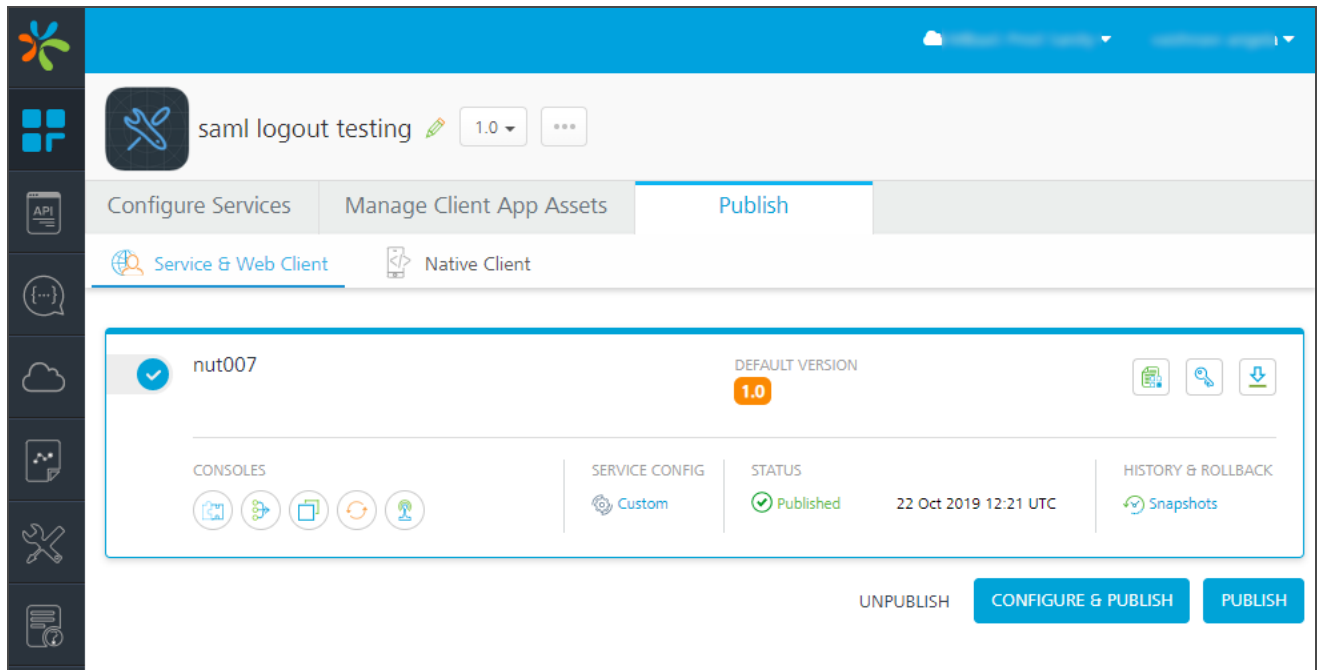 saml logout testing
1.0
API
Configure Services
Manage Client App Assets
Publish
Service & Web Client
Native Client
nut007
DEFAULT VERSION
1.0
CONSOLES
SERVICE CONFIG
Custom
STATUS
Published
22 Oct 2019 12:21 UTC
HISTORY & ROLLBACK
Snapshots
UNPUBLISH
CONFIGURE & PUBLISH
PUBLISH